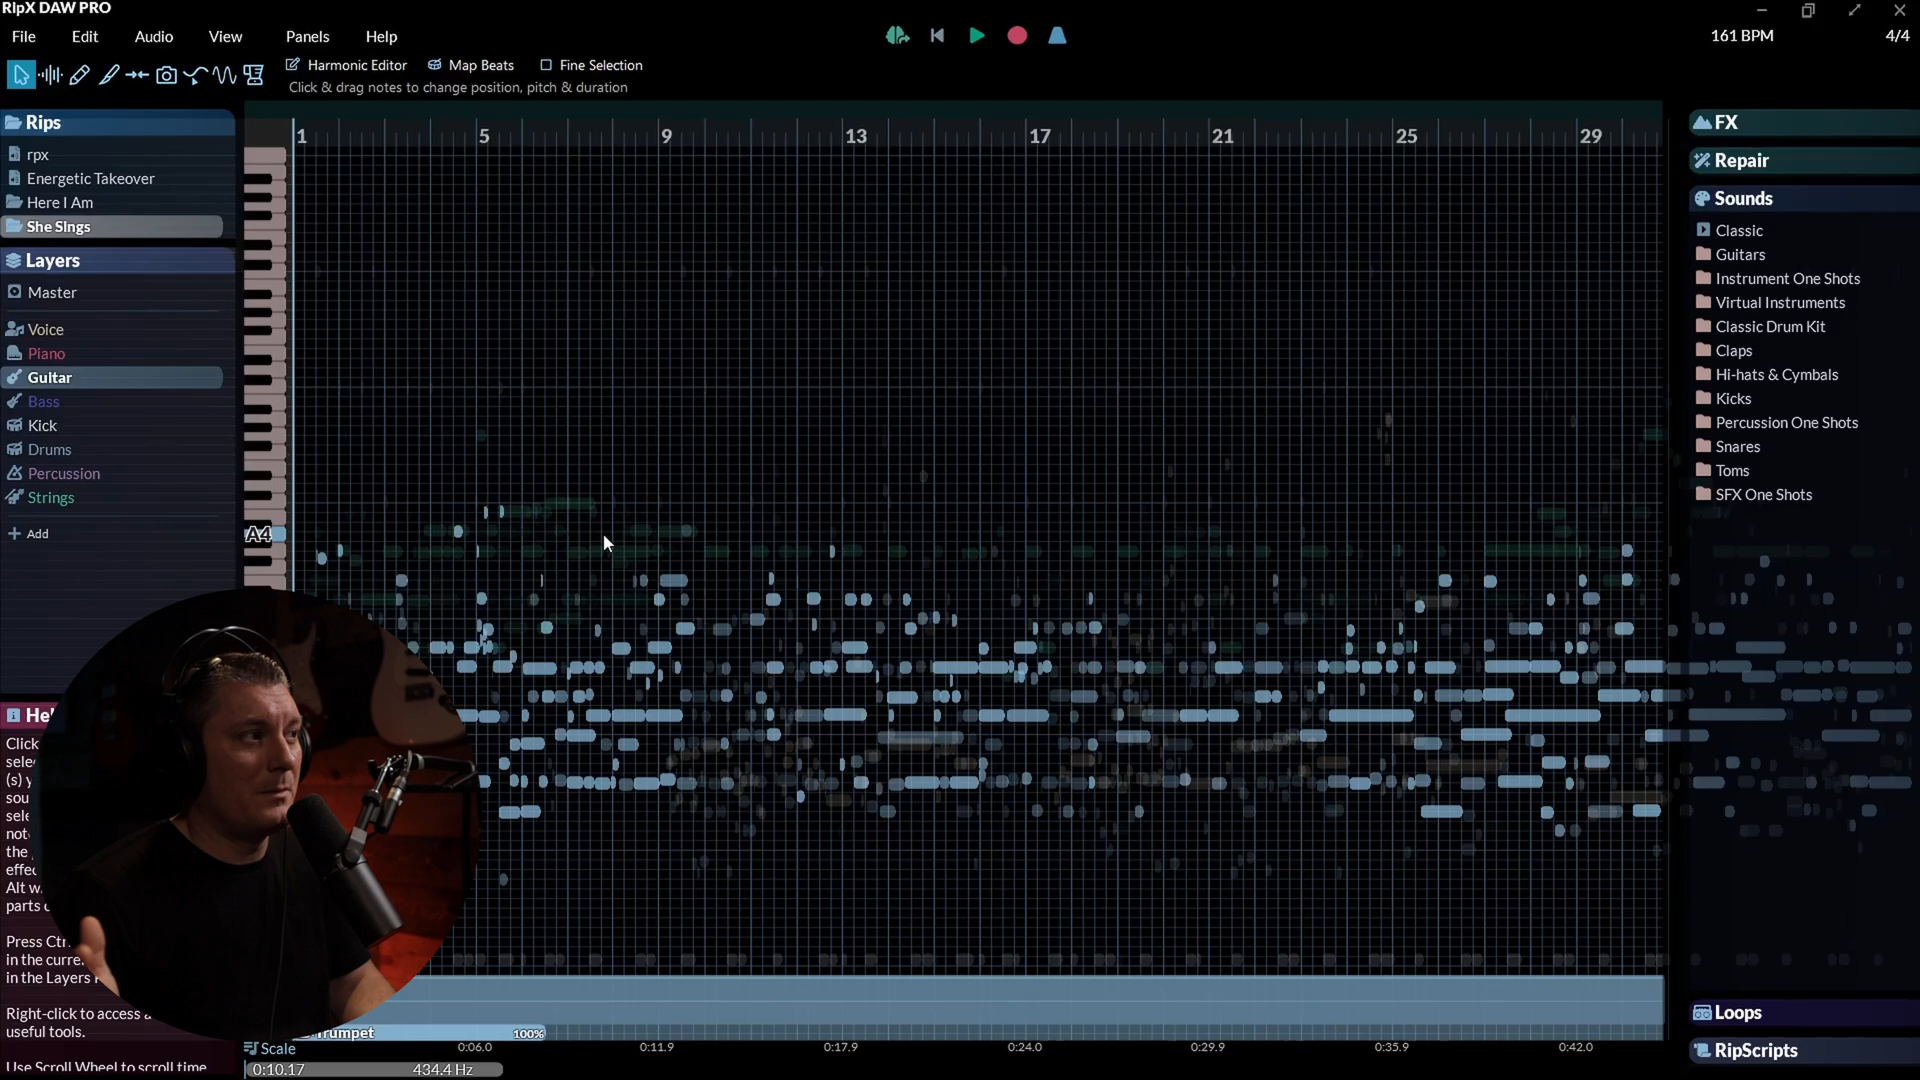 RipX DAW PRO
File Edit Audio View Panels Help
161 BPM 4/4
Harmonic Editor Map Beats Fine Selection
Click & drag notes to change position, pitch & duration
Rips
rpx
Energetic Takeover
Here I Am
She Sings
Layers
Master
Voice
Piano
Guitar
Bass
Kick
Drums
Percussion
Strings
Add
1 5 9 13 17 21 25 29
A4
FX
Repair
Sounds
Classic
Guitars
Instrument One Shots
Virtual Instruments
Classic Drum Kit
Claps
Hi-hats & Cymbals
Kicks
Percussion One Shots
Snares
Toms
SFX One Shots
Loops
RipScripts
Click
(s) y
Alt w
parts
Press Ctr
in the curre
in the Layers
Right-click to access a
useful tools.
Use Scroll Wheel to scroll time
Trumpet 100%
Scale 0:06.0 0:11.9 0:17.9 0:24.0 0:29.9 0:35.9 0:42.0
0:10.17 434.4 Hz